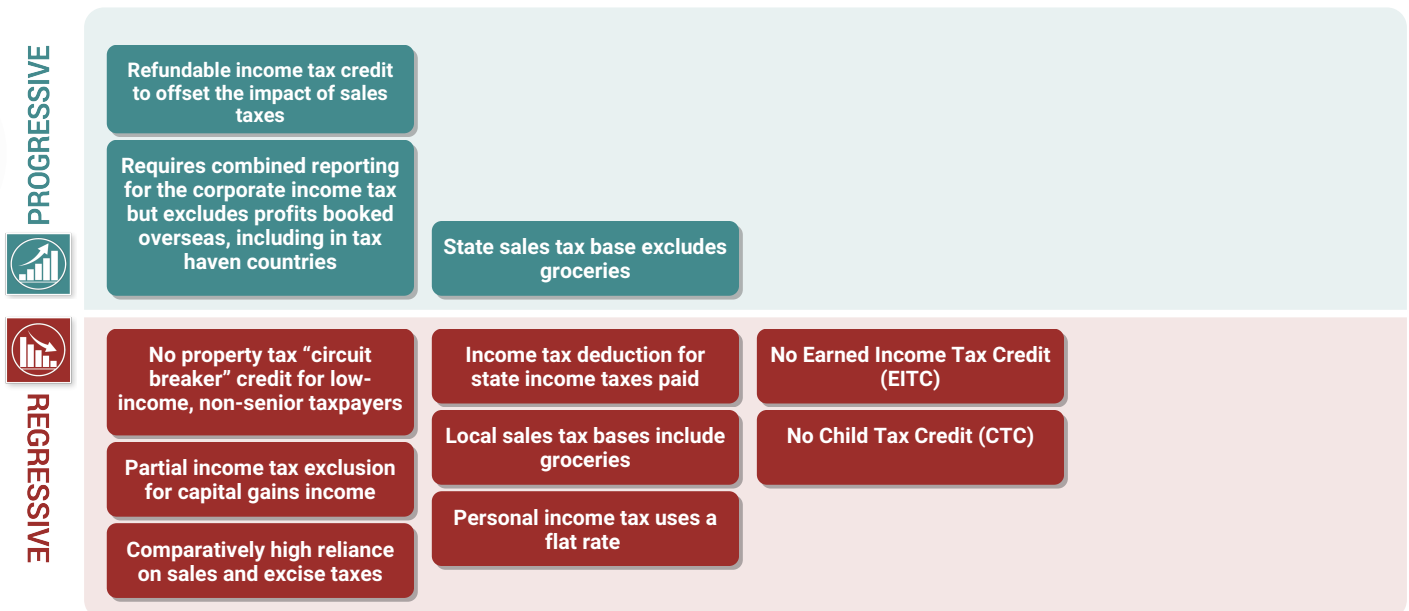 PROGRESSIVE
Refundable income tax credit
to offset the impact of sales
taxes
Requires combined reporting
for the corporate income tax
but excludes profits booked
overseas, including in tax
haven countries
State sales tax base excludes
groceries
REGRESSIVE
No property tax “circuit
breaker” credit for low-
income, non-senior taxpayers
Partial income tax exclusion
for capital gains income
Comparatively high reliance
on sales and excise taxes
Income tax deduction for
state income taxes paid
Local sales tax bases include
groceries
Personal income tax uses a
flat rate
No Earned Income Tax Credit
(EITC)
No Child Tax Credit (CTC)